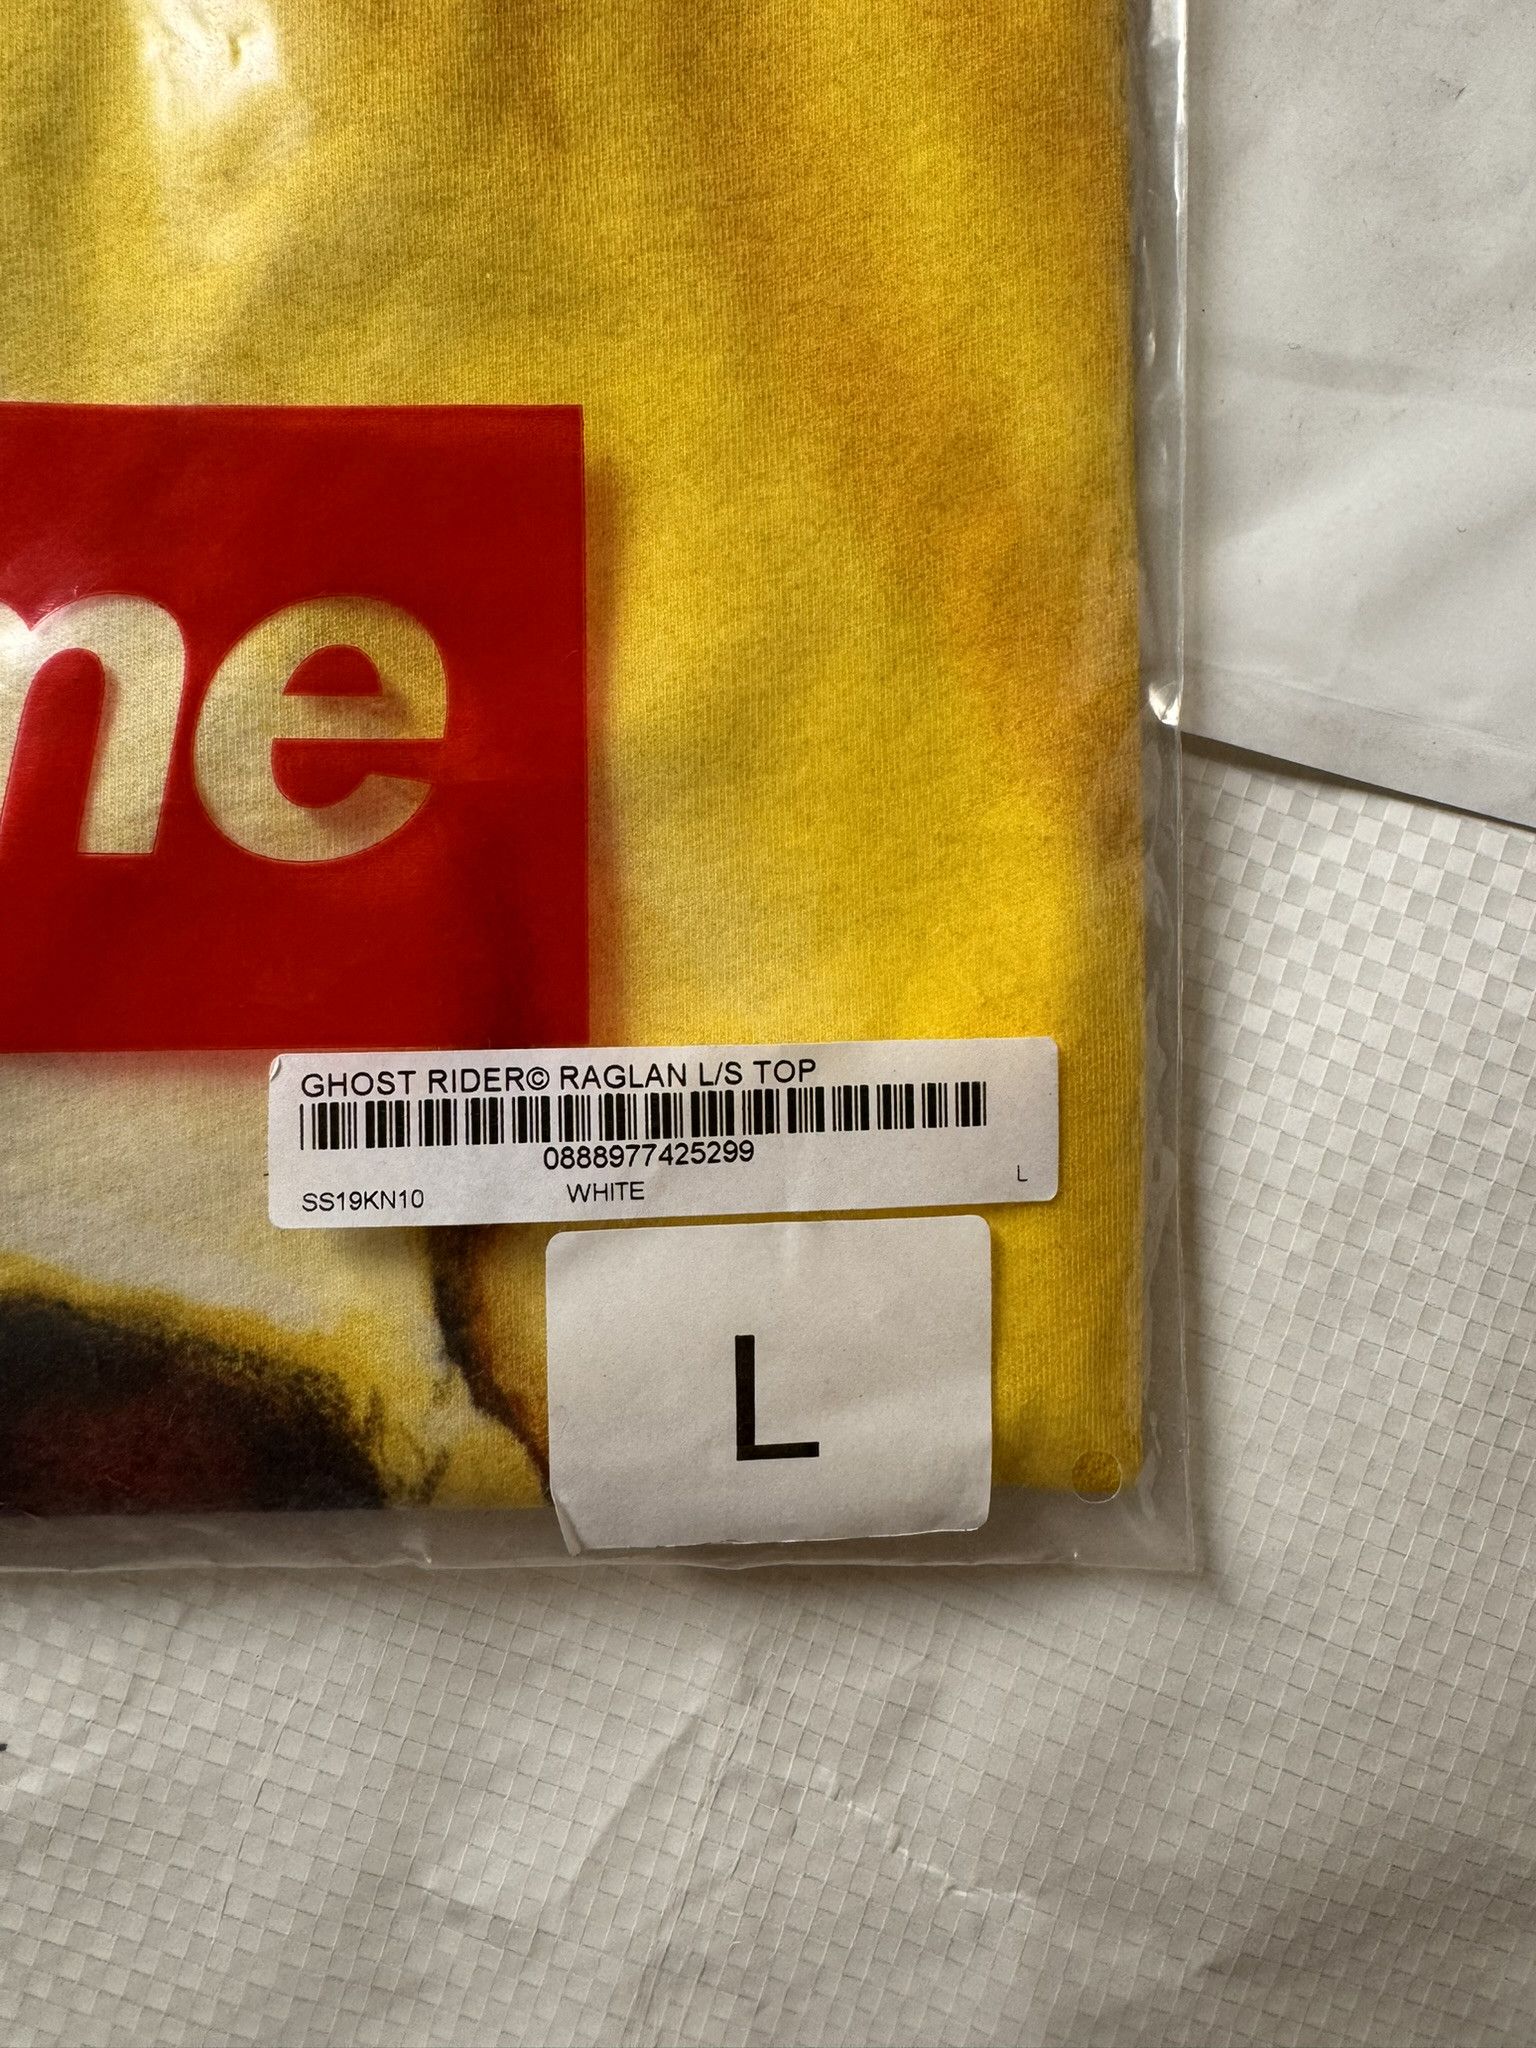 me
GHOST RIDER© RAGLAN L/S TOP
0888977425299
SS19KN10 WHITE L
L